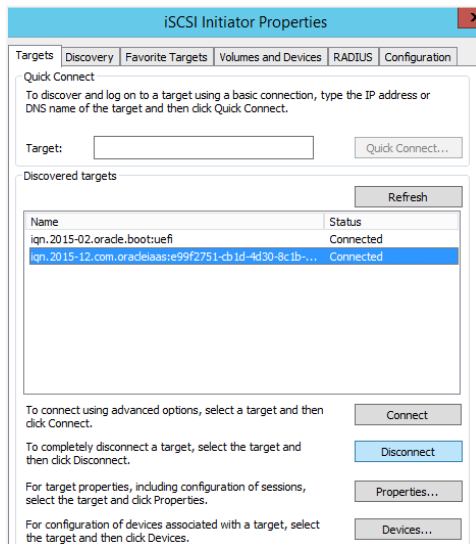 iSCSI Initiator Properties
x
Targets Discovery Favorite Targets Volumes and Devices RADIUS Configuration
Quick Connect
To discover and log on to a target using a basic connection, type the IP address or
DNS name of the target and then click Quick Connect.
Target:
Quick Connect...
Discovered targets
Refresh
Name Status
iqn.2015-02.oracle.boot:uefi Connected
iqn.2015-12.com.oracleiaas:e99f2751-cb1d-4d30-8c1b-... Connected
To connect using advanced options, select a target and then
click Connect.
Connect
To completely disconnect a target, select the target and
then click Disconnect.
Disconnect
For target properties, including configuration of sessions,
select the target and click Properties.
Properties...
For configuration of devices associated with a target, select
the target and then click Devices.
Devices...